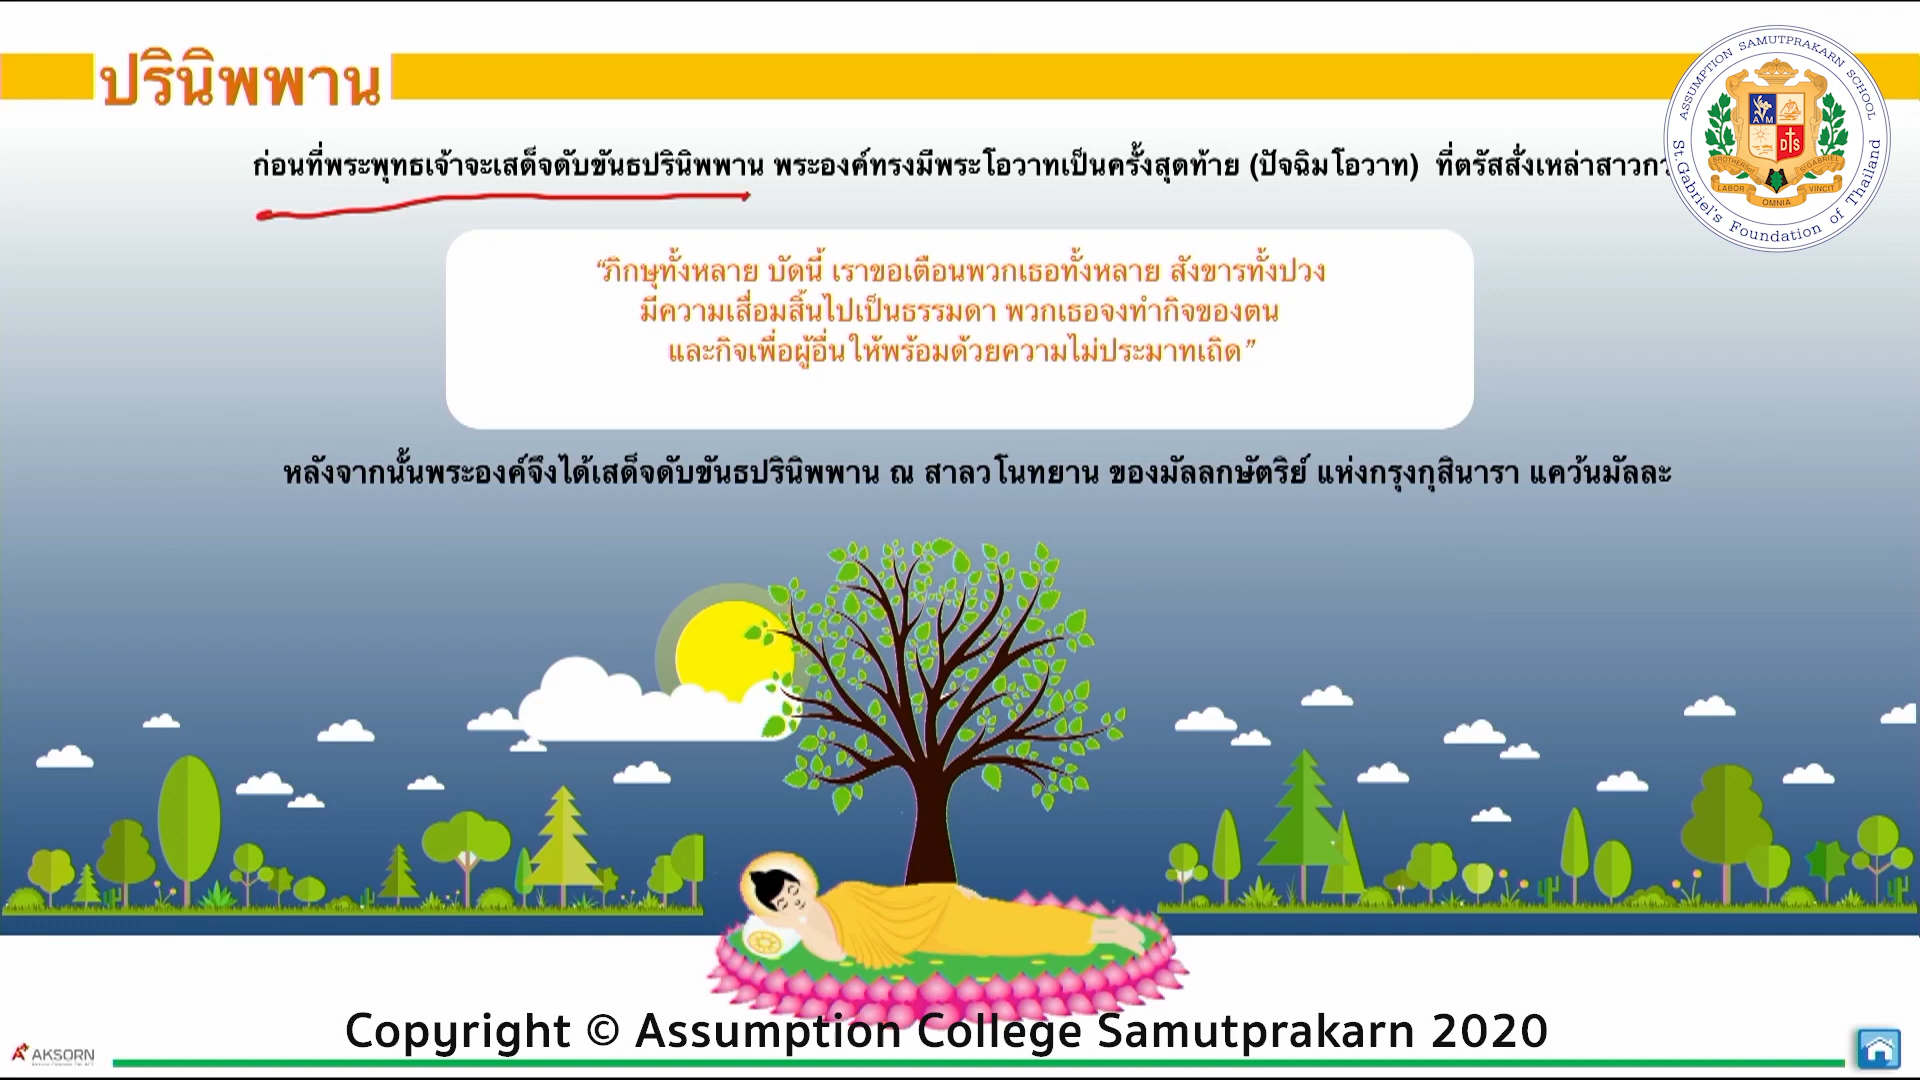 ปรินิพพาน
ก่อนที่พระพุทธเจ้าจะเสด็จดับขันธปรินิพพาน พระองค์ทรงมีพระโอวาทเป็นครั้งสุดท้าย (ปัจฉิมโอวาท) ที่ตรัสสั่งเหล่าสาวก
“ภิกษุทั้งหลาย บัดนี้ เราขอเตือนพวกเธอทั้งหลาย สังขารทั้งปวง
มีความเสื่อมสิ้นไปเป็นธรรมดา พวกเธอจงทำกิจของตน
และกิจเพื่อผู้อื่นให้พร้อมด้วยความไม่ประมาทเถิด”
หลังจากนั้นพระองค์จึงได้เสด็จดับขันธปรินิพพาน ณ สาลวโนทยาน ของมัลลกษัตริย์ แห่งกรุงกุสินารา แคว้นมัลละ
ASSUMPTION SAMUTPRAKARN SCHOOL
A M
D S
BROTHERS OF ST GABRIEL
LABOR OMNIA VINCIT
St. Gabriel's Foundation of Thailand
Copyright © Assumption College Samutprakarn 2020
AKSORN